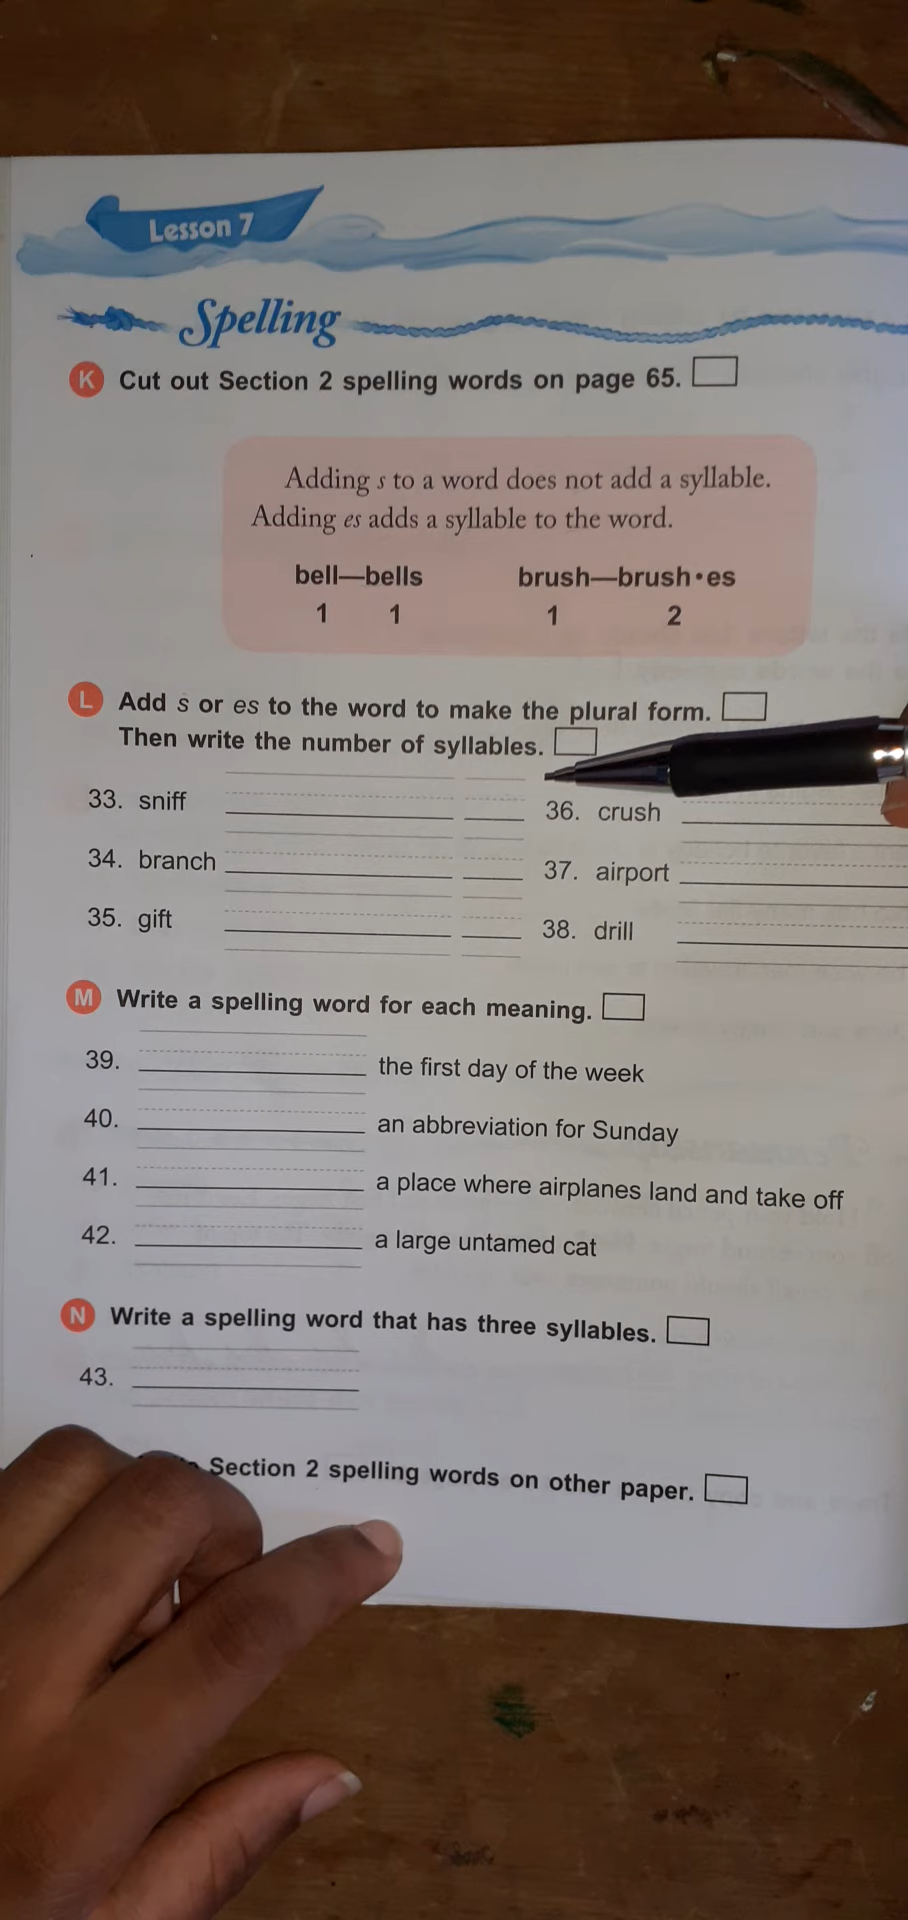 Lesson 7
Spelling
K Cut out Section 2 spelling words on page 65.
Adding s to a word does not add a syllable.
Adding es adds a syllable to the word.
bell—bells brush—brush•es
1 1 1 2
L Add s or es to the word to make the plural form.
Then write the number of syllables.
33. sniff 36. crush
34. branch 37. airport
35. gift 38. drill
M Write a spelling word for each meaning.
39. the first day of the week
40. an abbreviation for Sunday
41. a place where airplanes land and take off
42. a large untamed cat
N Write a spelling word that has three syllables.
43.
Section 2 spelling words on other paper.